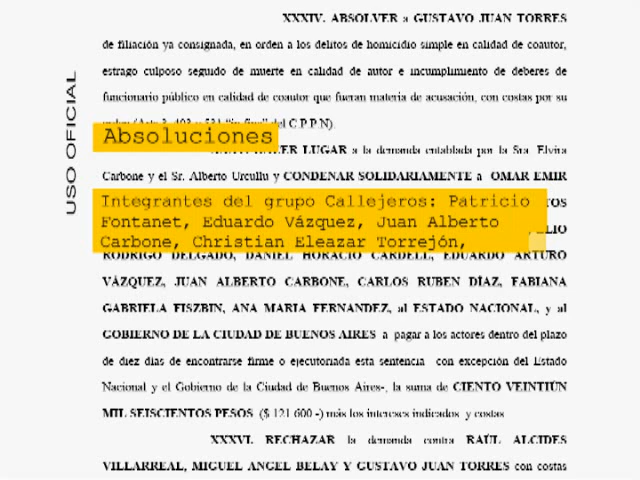 XXXIV. ABSOLVER a GUSTAVO JUAN TORRES
de filiación ya consignada, en orden a los delitos de homicidio simple en calidad de coautor,
estrago culposo seguido de muerte en calidad de autor e incumplimiento de deberes de
funcionario público en calidad de coautor que fueran materia de acusación, con costas por su
403 y 531 "in fine" del C.P.P.N).
Absoluciones
LUGAR a la demanda entablada por la Sra. Elvira
Carbone y el Sr. Alberto Urcullu y CONDENAR SOLIDARIAMENTE a OMAR EMIR
Integrantes del grupo Callejeros: Patricio
Fontanet, Eduardo Vázquez, Juan Alberto
Carbone, Christian Eleazar Torrejón,
RODRIGO DELGADO, DANIEL HORACIO CARDELL, EDUARDO ARTURO
VÁZQUEZ, JUAN ALBERTO CARBONE, CARLOS RUBEN DÍAZ, FABIANA
GABRIELA FISZBIN, ANA MARIA FERNANDEZ, al ESTADO NACIONAL, y al
GOBIERNO DE LA CIUDAD DE BUENOS AIRES a pagar a los actores dentro del plazo
de diez días de encontrarse firme o ejecutoriada esta sentencia con excepción del Estado
Nacional y el Gobierno de la Ciudad de Buenos Aires-, la suma de CIENTO VEINTIÚN
MIL SEISCIENTOS PESOS ($ 121.600.-) más los intereses indicados y costas
XXXVI. RECHAZAR la demanda contra RAÚL ALCIDES
VILLARREAL, MIGUEL ANGEL BELAY Y GUSTAVO JUAN TORRES con costas
USO OFICIAL